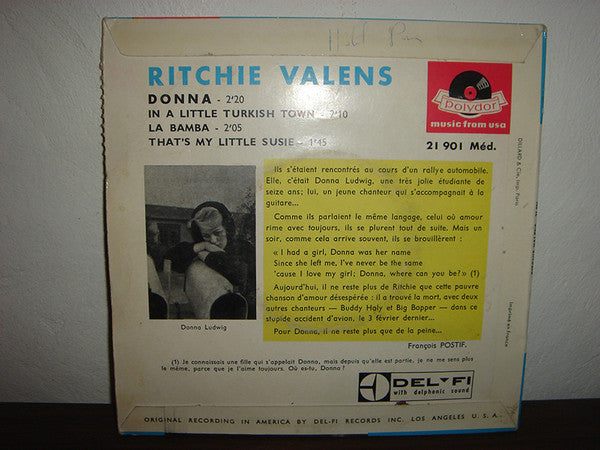 RITCHIE VALENS
DONNA - 2'20
IN A LITTLE TURKISH TOWN - 2'10
LA BAMBA - 2'05
THAT'S MY LITTLE SUSIE - 1'45
Polydor
music from usa
21 901 Méd.
Ils s'étaient rencontrés au cours d'un rallye automobile.
Elle, c'était Donna Ludwig, une très jolie étudiante de
seize ans; lui, un jeune chanteur qui s'accompagnait à la
guitare...
Comme ils parlaient le même langage, celui où amour
rime avec toujours, ils se plurent tout de suite. Mais un
soir, comme cela arrive souvent, ils se brouillèrent :
« I had a girl, Donna was her name
Since she left me, I've never be the same
'cause I love my girl; Donna, where can you be? » (1)
Aujourd'hui, il ne reste plus de Ritchie que cette pauvre
chanson d'amour désespérée : il a trouvé la mort, avec deux
autres chanteurs — Buddy Holy et Big Bopper — dans ce
stupide accident d'avion, le 3 février dernier...
Pour Donna, il ne reste plus que de la peine...
François POSTIF.
Donna Ludwig
(1) Je connaissais une fille qui s'appelait Donna, mais depuis qu'elle est partie, je ne me sens plus
le même, parce que je l'aime toujours. Où es-tu, Donna ?
DEL-FI
with delphonic sound
ORIGINAL RECORDING IN AMERICA BY DEL-FI RECORDS INC. LOS ANGELES U.S.A.
DILLARD & Cie, Imp. Paris
Imprimé en France